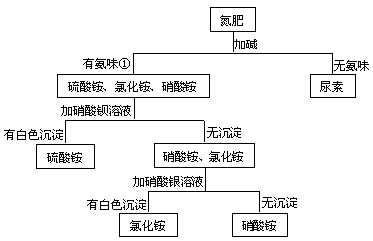 氮肥
加碱
有氨味①
无氨味
硫酸铵、氯化铵、硝酸铵
尿素
加硝酸钡溶液
有白色沉淀
无沉淀
硫酸铵
硝酸铵、氯化铵
加硝酸银溶液
有白色沉淀
无沉淀
氯化铵
硝酸铵